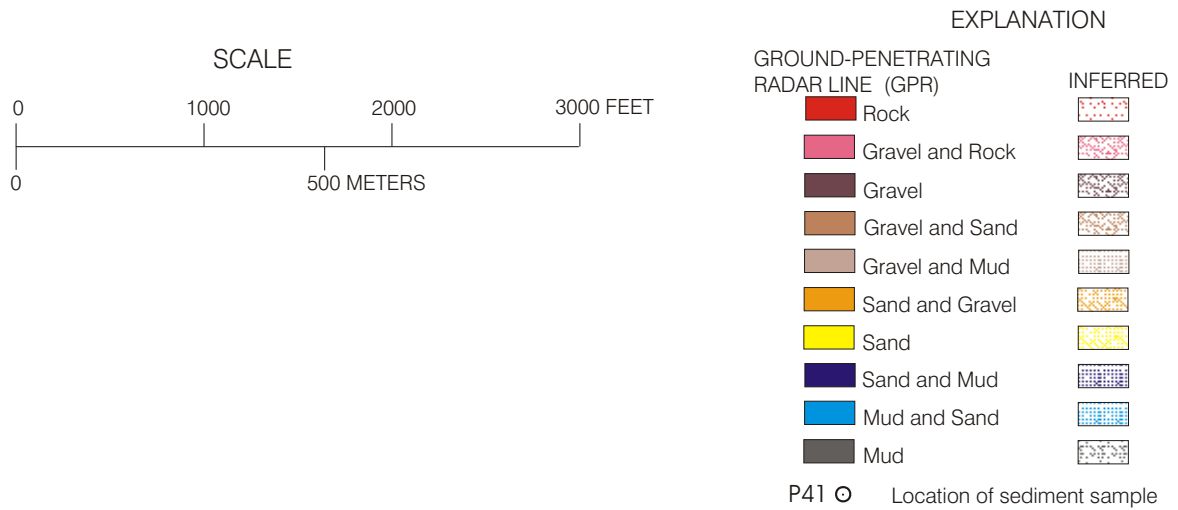 SCALE
0 1000 2000 3000 FEET
0 500 METERS
EXPLANATION
GROUND-PENETRATING
RADAR LINE (GPR) INFERRED
Rock
Gravel and Rock
Gravel
Gravel and Sand
Gravel and Mud
Sand and Gravel
Sand
Sand and Mud
Mud and Sand
Mud
P41 Location of sediment sample